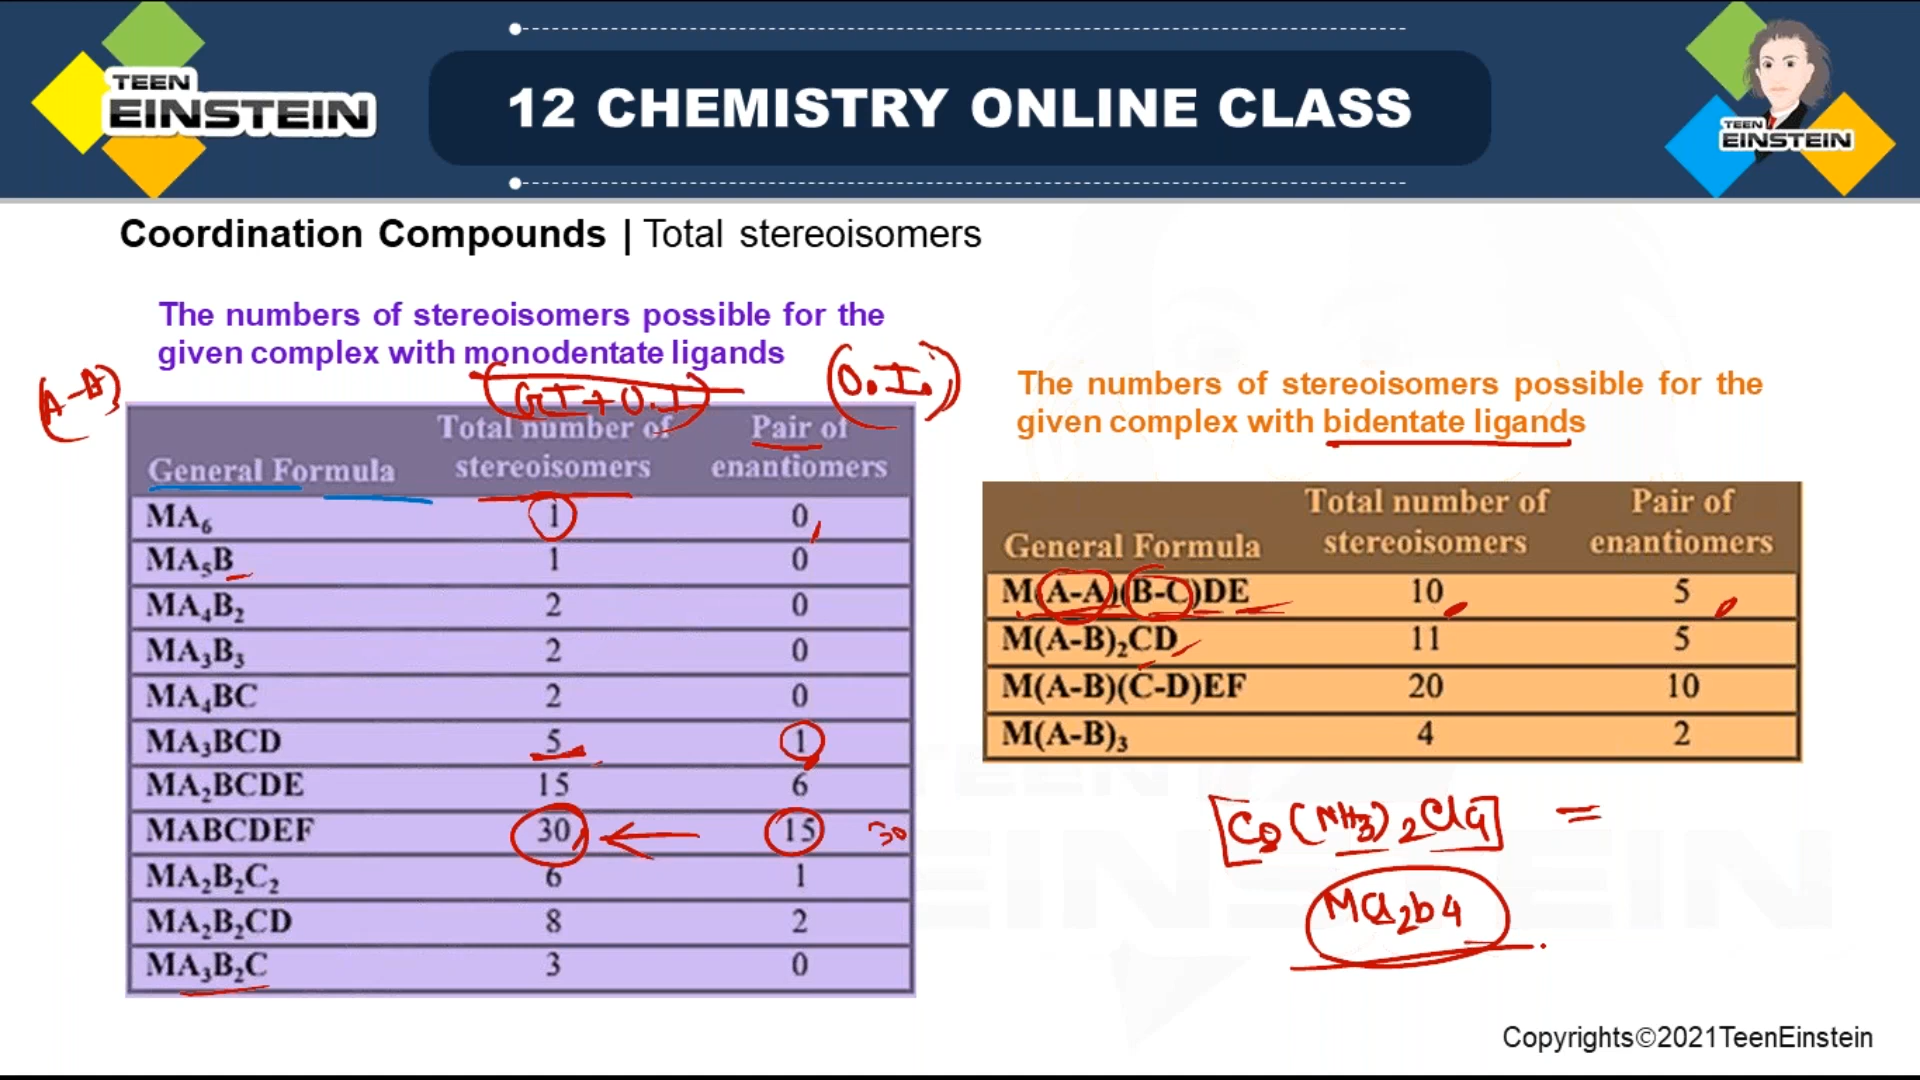 TEEN
EINSTEIN
12 CHEMISTRY ONLINE CLASS
TEEN
EINSTEIN
Coordination Compounds | Total stereoisomers
The numbers of stereoisomers possible for the
given complex with monodentate ligands
(A-A)
(GI + O.I)
(O.I.)
General Formula Total number of stereoisomers Pair of enantiomers
MA₆ 1 0
MA₅B 1 0
MA₄B₂ 2 0
MA₃B₃ 2 0
MA₄BC 2 0
MA₃BCD 5 1
MA₂BCDE 15 6
MABCDEF 30 15 30
MA₂B₂C₂ 6 1
MA₂B₂CD 8 2
MA₃B₂C 3 0
The numbers of stereoisomers possible for the
given complex with bidentate ligands
General Formula Total number of stereoisomers Pair of enantiomers
M(A-A)(B-C)DE 10 5
M(A-B)₂CD 11 5
M(A-B)(C-D)EF 20 10
M(A-B)₃ 4 2
[Co(NH₃)₂Cl₄] =
Ma₂b₄
Copyrights©2021TeenEinstein